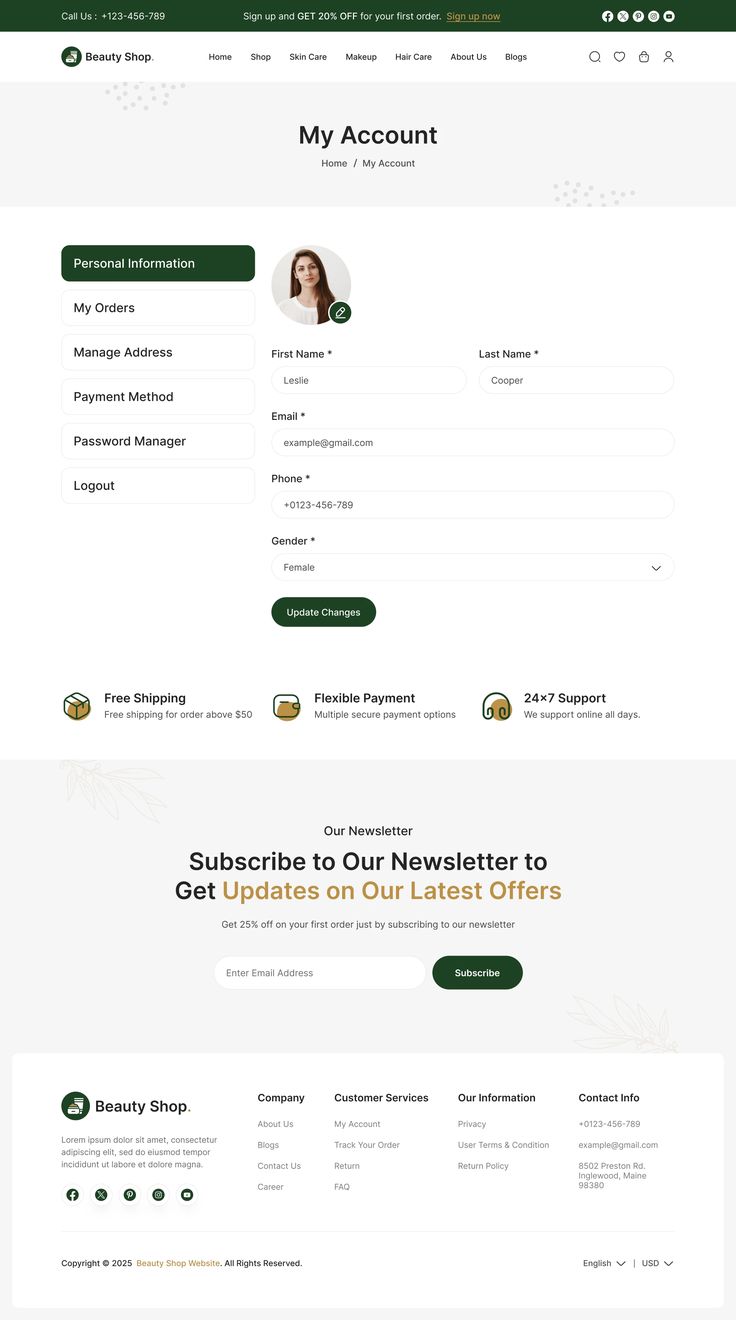 Call Us : +123-456-789
Sign up and GET 20% OFF for your first order. Sign up now
Beauty Shop.
Home Shop Skin Care Makeup Hair Care About Us Blogs
My Account
Home / My Account
Personal Information
My Orders
Manage Address
Payment Method
Password Manager
Logout
First Name * Last Name *
Leslie Cooper
Email *
example@gmail.com
Phone *
+0123-456-789
Gender *
Female
Update Changes
Free Shipping
Free shipping for order above $50
Flexible Payment
Multiple secure payment options
24×7 Support
We support online all days.
Our Newsletter
Subscribe to Our Newsletter to
Get Updates on Our Latest Offers
Get 25% off on your first order just by subscribing to our newsletter
Enter Email Address Subscribe
Beauty Shop.
Lorem ipsum dolor sit amet, consectetur
adipiscing elit, sed do eiusmod tempor
incididunt ut labore et dolore magna.
Company
About Us
Blogs
Contact Us
Career
Customer Services
My Account
Track Your Order
Return
FAQ
Our Information
Privacy
User Terms & Condition
Return Policy
Contact Info
+0123-456-789
example@gmail.com
8502 Preston Rd.
Inglewood, Maine
98380
Copyright © 2025 Beauty Shop Website. All Rights Reserved.
English | USD